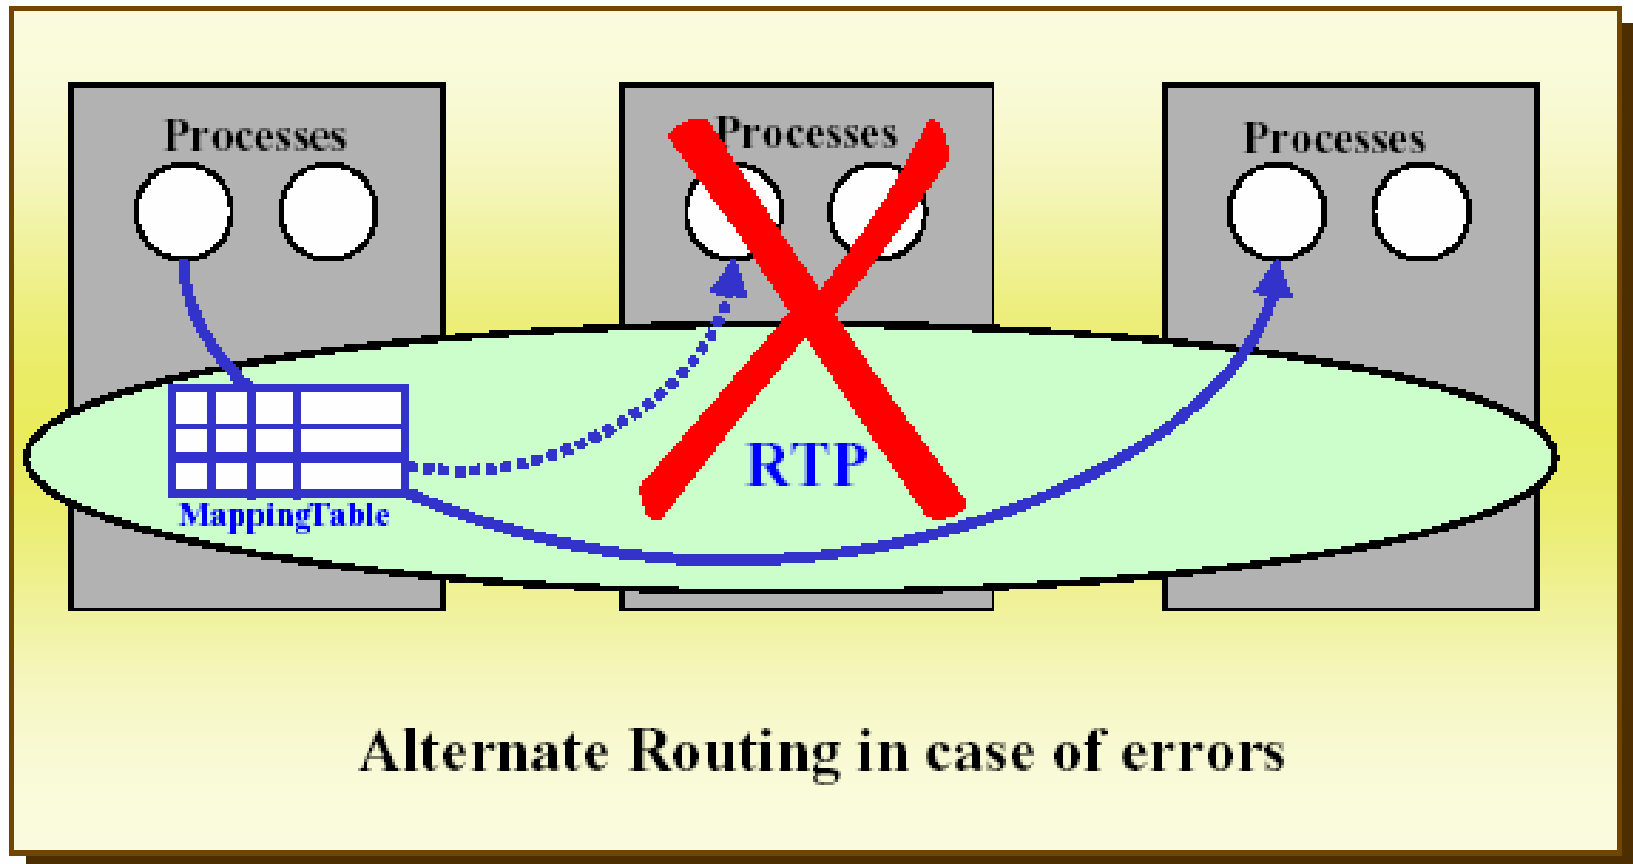 Processes
Processes
Processes
RTP
MappingTable
Alternate Routing in case of errors